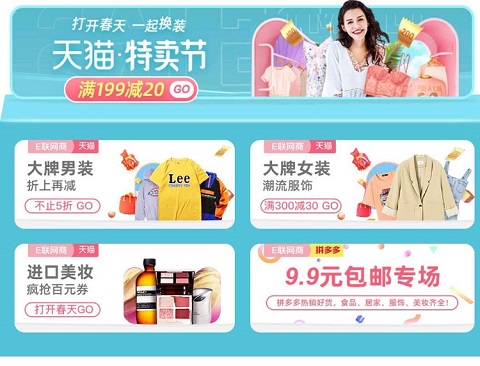 打开春天 一起换装
天猫·特卖节
满199减20 GO
200
E联网商 天猫
大牌男装
折上再减
不止5折 GO
Lee
E联网商 天猫
大牌女装
潮流服饰
满300减30 GO
E联网商 天猫
进口美妆
疯抢百元券
打开春天GO
E联网商 拼多多
9.9元包邮专场
拼多多热销好货，食品、居家、服饰、美妆齐全！